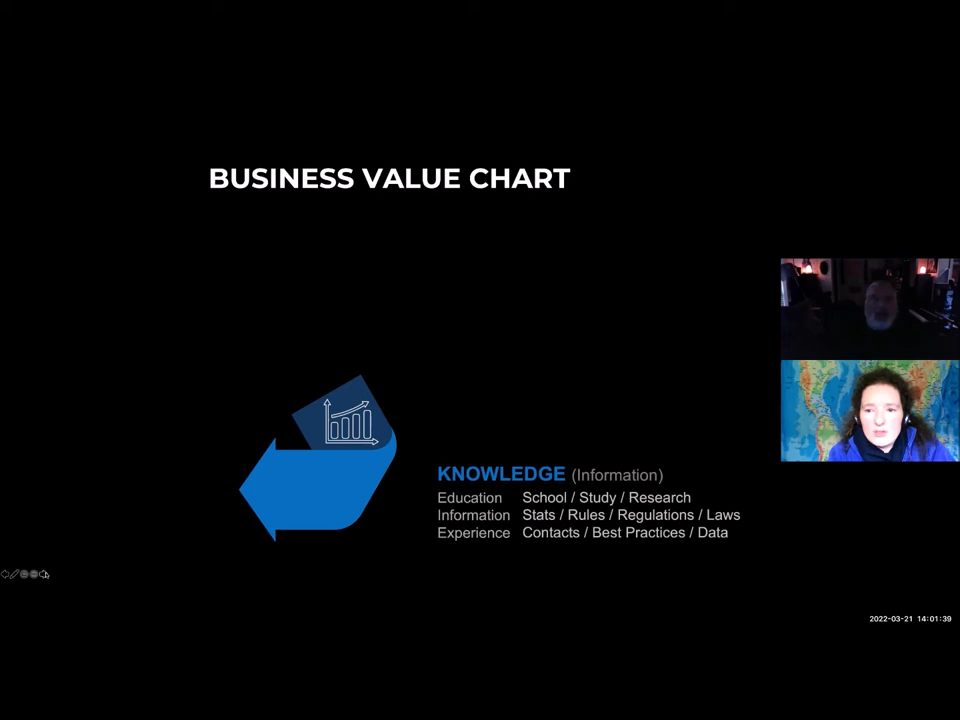 BUSINESS VALUE CHART
KNOWLEDGE (Information)
Education School / Study / Research
Information Stats / Rules / Regulations / Laws
Experience Contacts / Best Practices / Data
2022-03-21 14:01:39